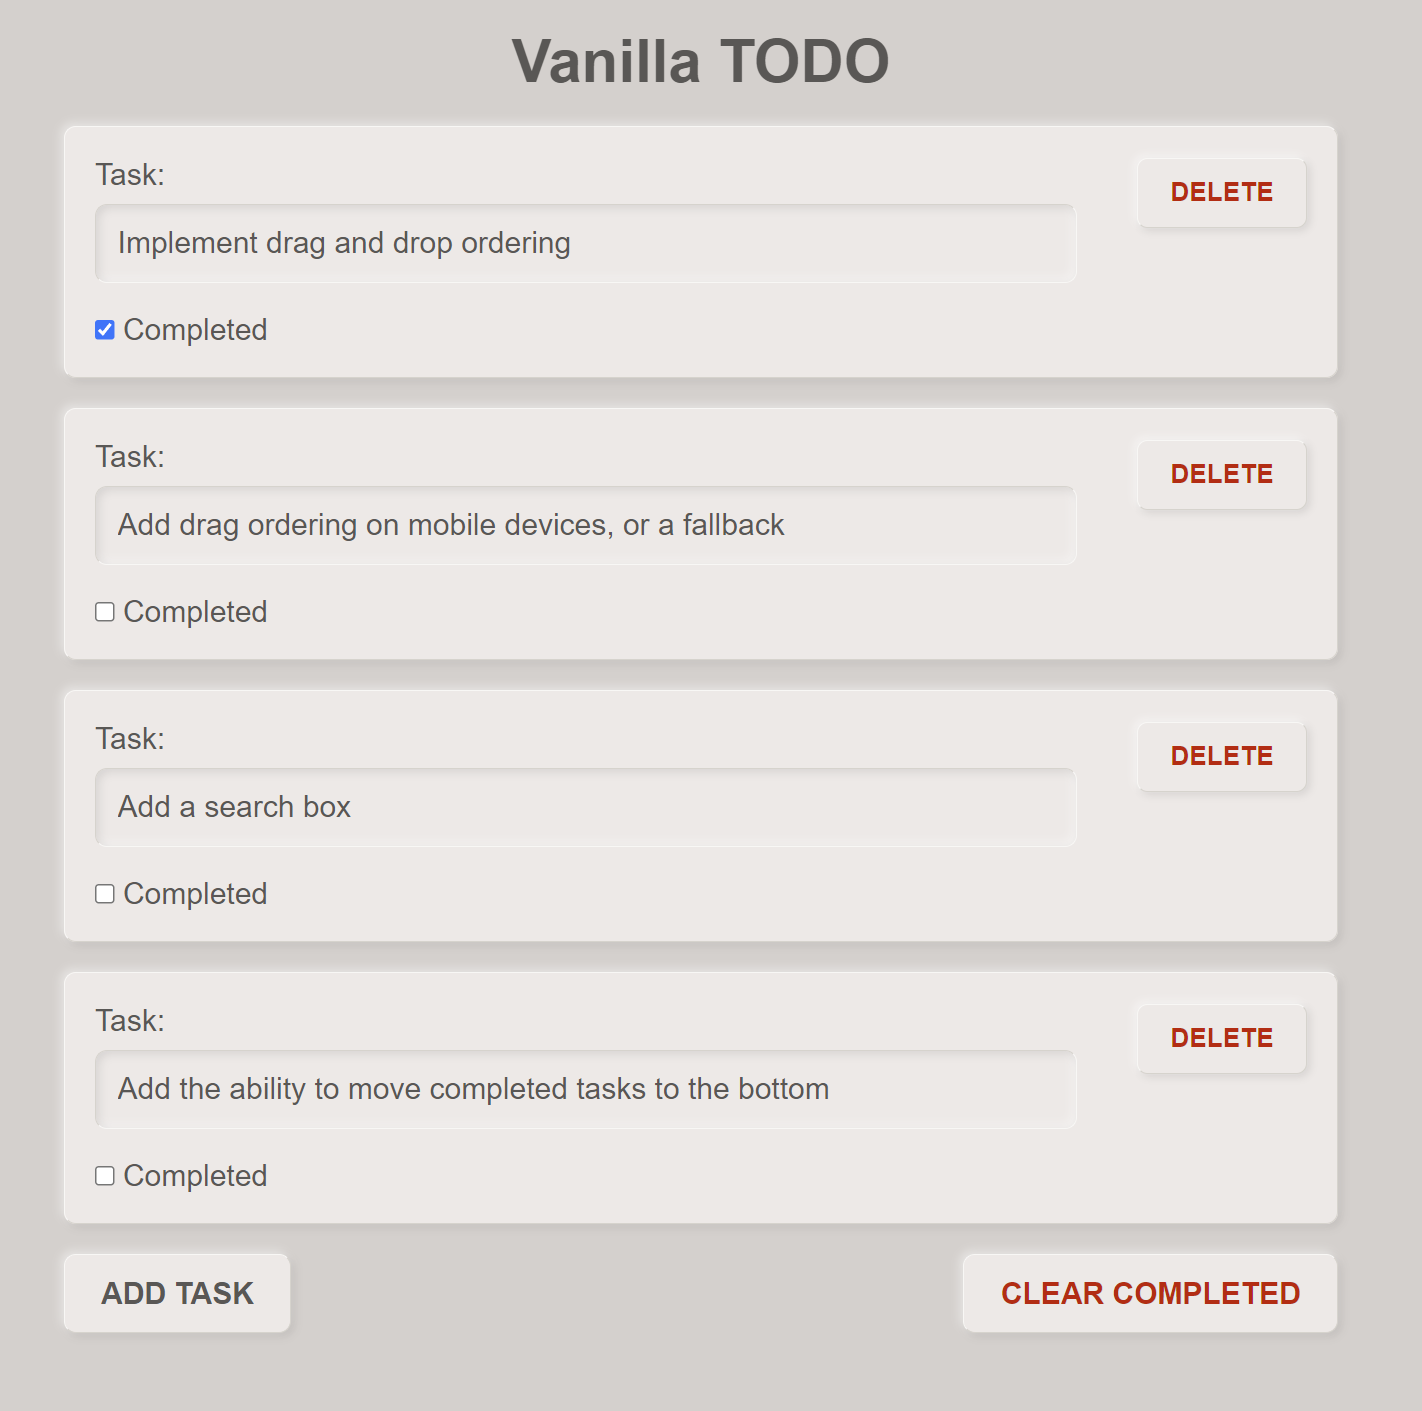 Vanilla TODO
Task:
DELETE
Implement drag and drop ordering
Completed
Task:
DELETE
Add drag ordering on mobile devices, or a fallback
Completed
Task:
DELETE
Add a search box
Completed
Task:
DELETE
Add the ability to move completed tasks to the bottom
Completed
ADD TASK
CLEAR COMPLETED